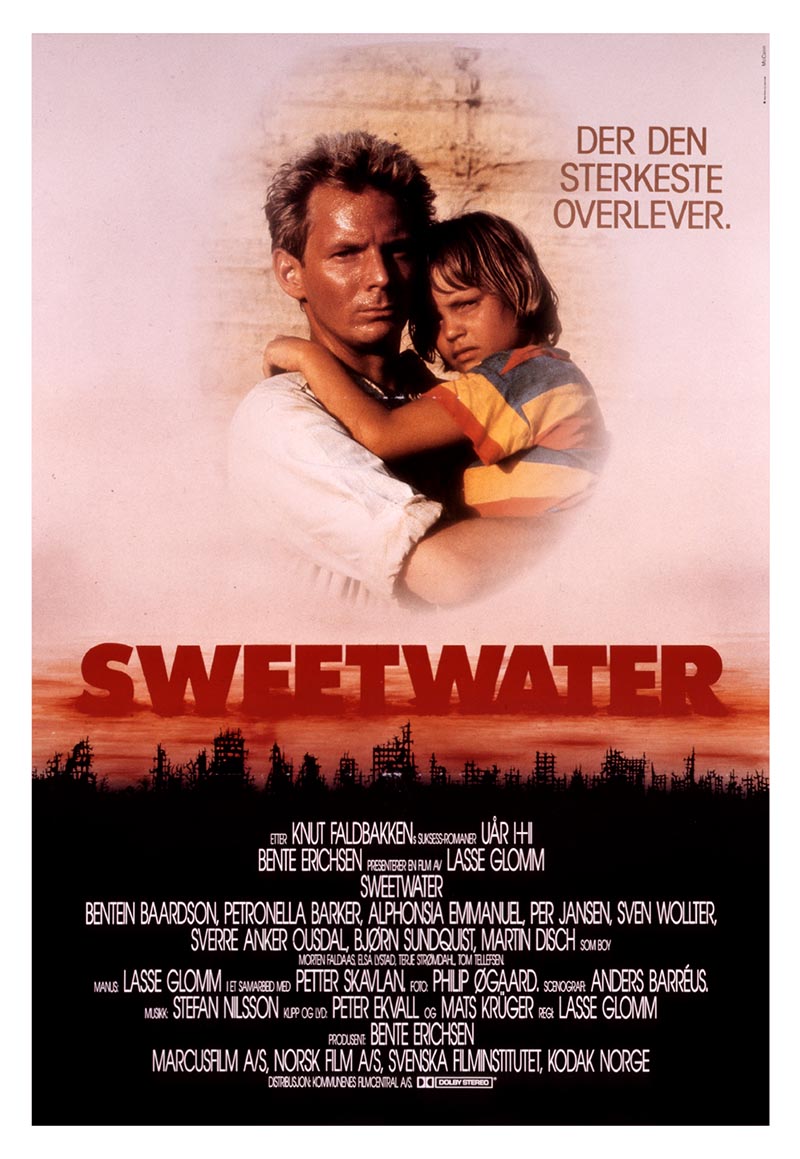 McCann
DER DEN
STERKESTE
OVERLEVER.
SWEETWATER
ETTER KNUT FALDBAKKENs SUKSESS-ROMANER UÅR I+II
BENTE ERICHSEN PRESENTERER EN FILM AV LASSE GLOMM
SWEETWATER
BENTEIN BAARDSON, PETRONELLA BARKER, ALPHONSIA EMMANUEL, PER JANSEN, SVEN WOLLTER,
SVERRE ANKER OUSDAL, BJØRN SUNDQUIST, MARTIN DISCH SOM BOY
MORTEN FALDAAS, ELSA LYSTAD, TERJE STRØMDAHL, TOM TELLEFSEN.
MANUS: LASSE GLOMM I ET SAMARBEID MED PETTER SKAVLAN. FOTO: PHILIP ØGAARD. SCENOGRAFI: ANDERS BARRÉUS.
MUSIKK: STEFAN NILSSON KLIPP OG LYD: PETER EKVALL OG MATS KRÜGER REGI: LASSE GLOMM
PRODUSENT: BENTE ERICHSEN
MARCUSFILM A/S, NORSK FILM A/S, SVENSKA FILMINSTITUTET, KODAK NORGE
DISTRIBUSJON: KOMMUNENES FILMCENTRAL A/S. DOLBY STEREO